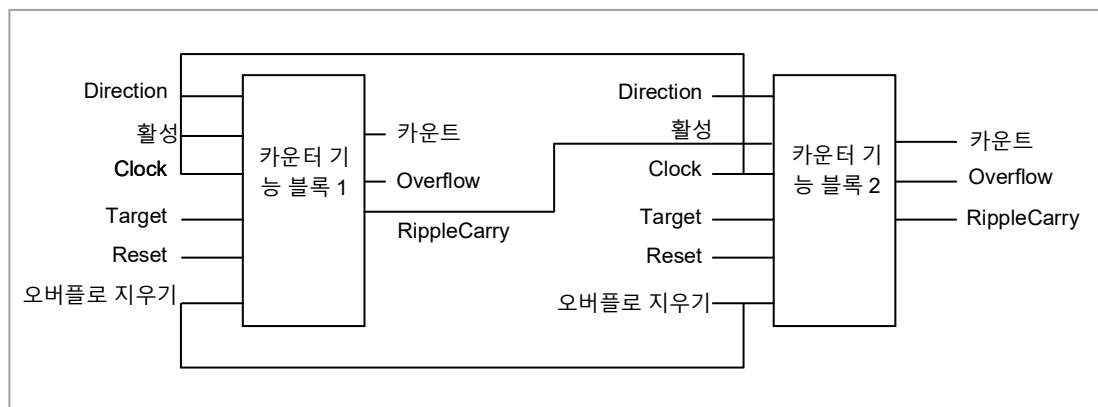 Direction
활성
Clock
Target
Reset
오버플로 지우기
카운터 기
능 블록 1
카운트
Overflow
RippleCarry
Direction
활성
Clock
Target
Reset
오버플로 지우기
카운터 기
능 블록 2
카운트
Overflow
RippleCarry